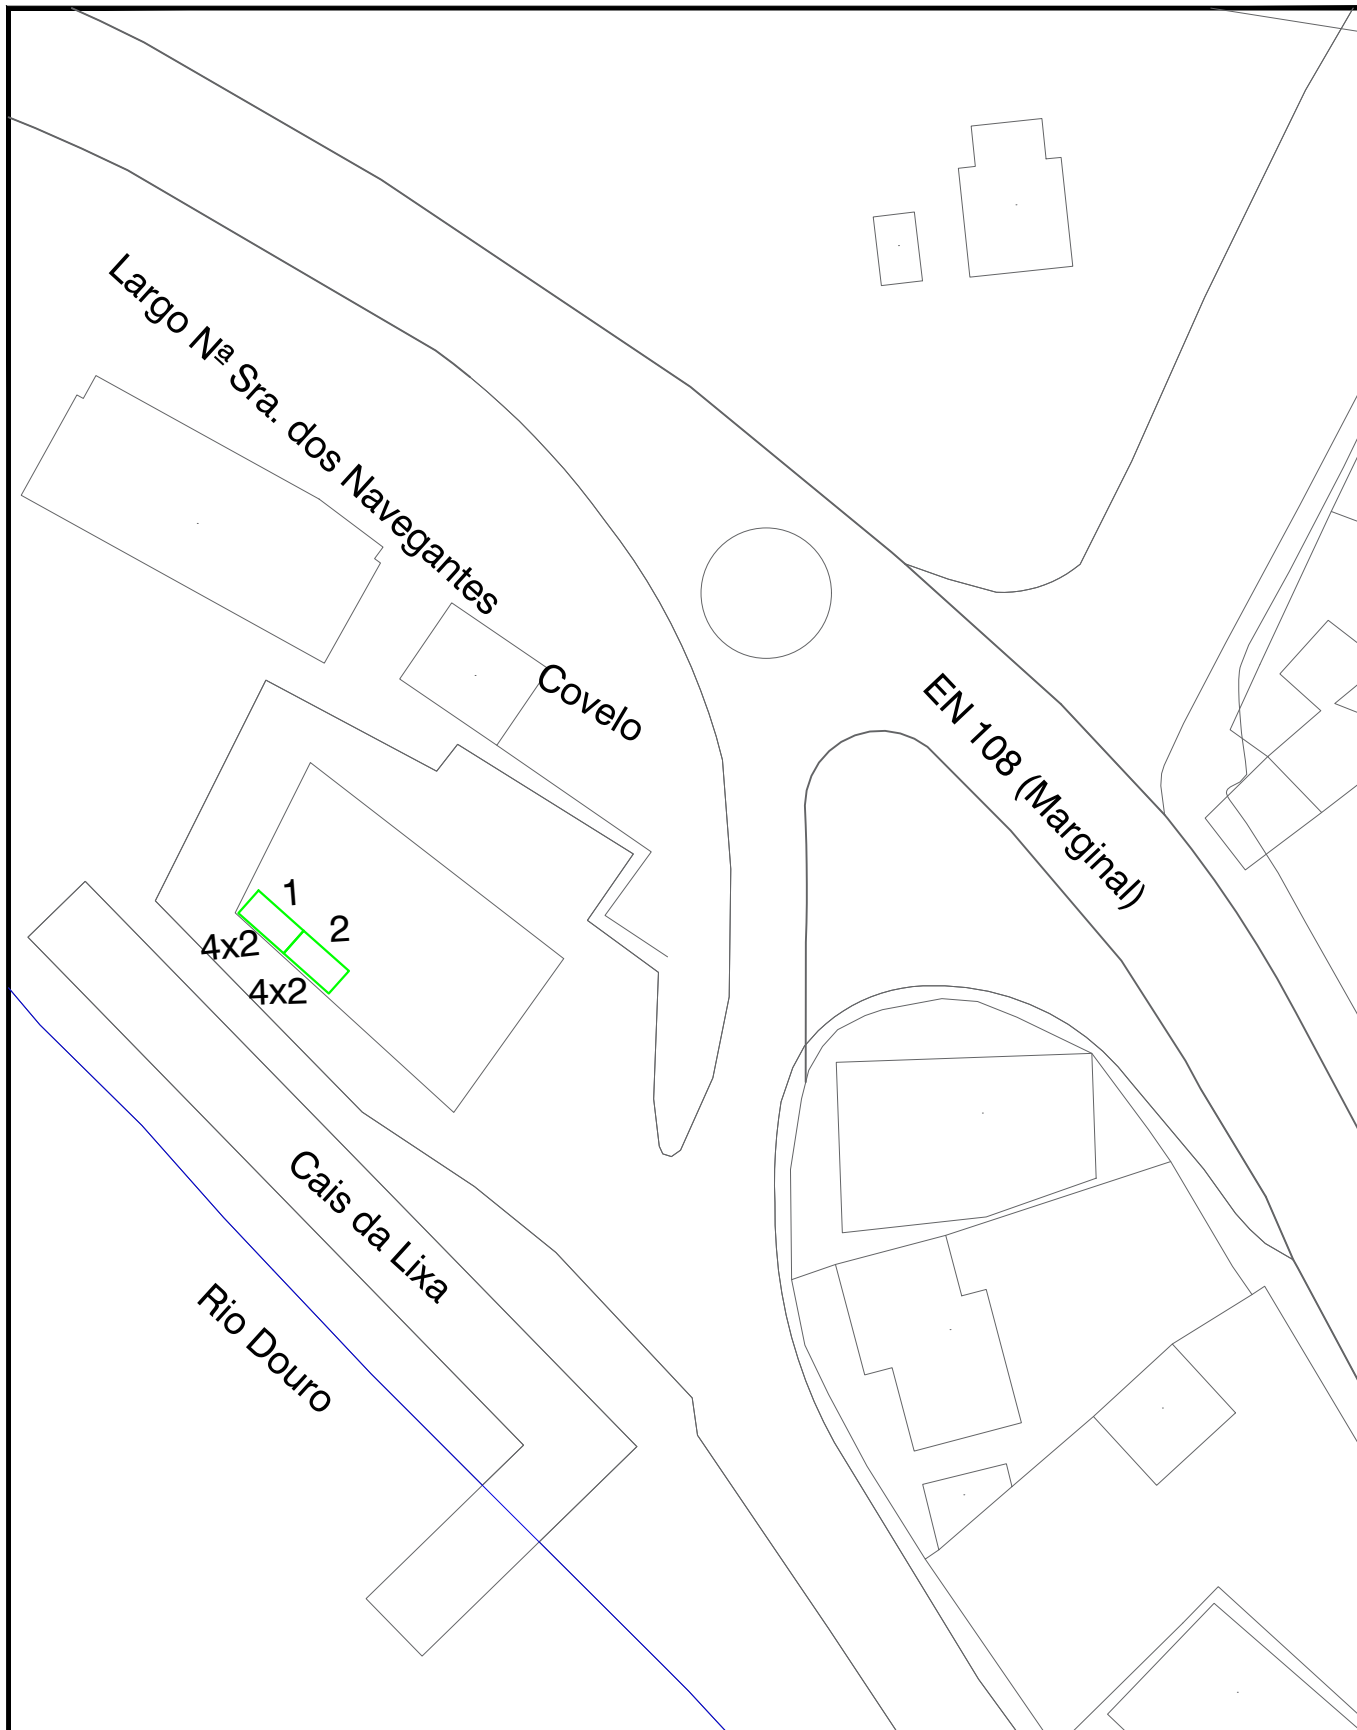 Largo Nª Sra. dos Navegantes
Covelo
EN 108 (Marginal)
1
2
4x2
4x2
Cais da Lixa
Rio Douro